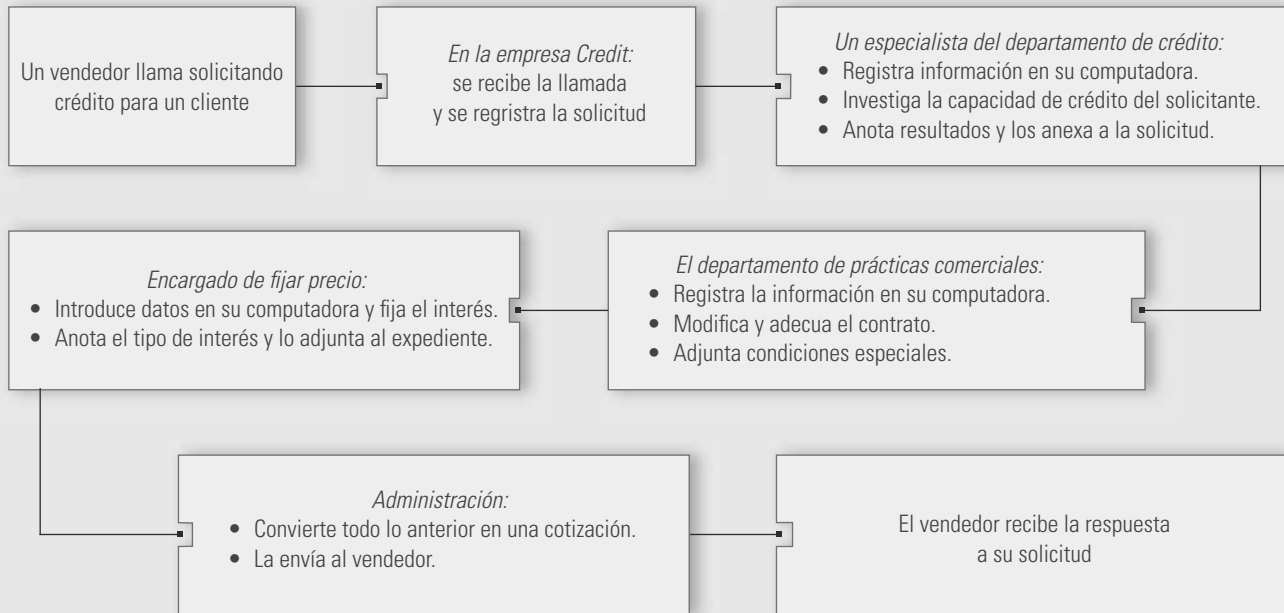 Un vendedor llama solicitando
crédito para un cliente
En la empresa Credit:
se recibe la llamada
y se regristra la solicitud
Un especialista del departamento de crédito:
• Registra información en su computadora.
• Investiga la capacidad de crédito del solicitante.
• Anota resultados y los anexa a la solicitud.
El departamento de prácticas comerciales:
• Registra la información en su computadora.
• Modifica y adecua el contrato.
• Adjunta condiciones especiales.
Encargado de fijar precio:
• Introduce datos en su computadora y fija el interés.
• Anota el tipo de interés y lo adjunta al expediente.
Administración:
• Convierte todo lo anterior en una cotización.
• La envía al vendedor.
El vendedor recibe la respuesta
a su solicitud